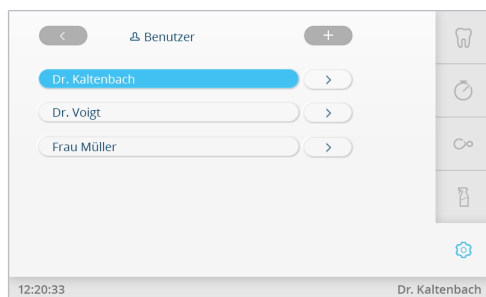 Benutzer
Dr. Kaltenbach
Dr. Voigt
Frau Müller
12:20:33 Dr. Kaltenbach